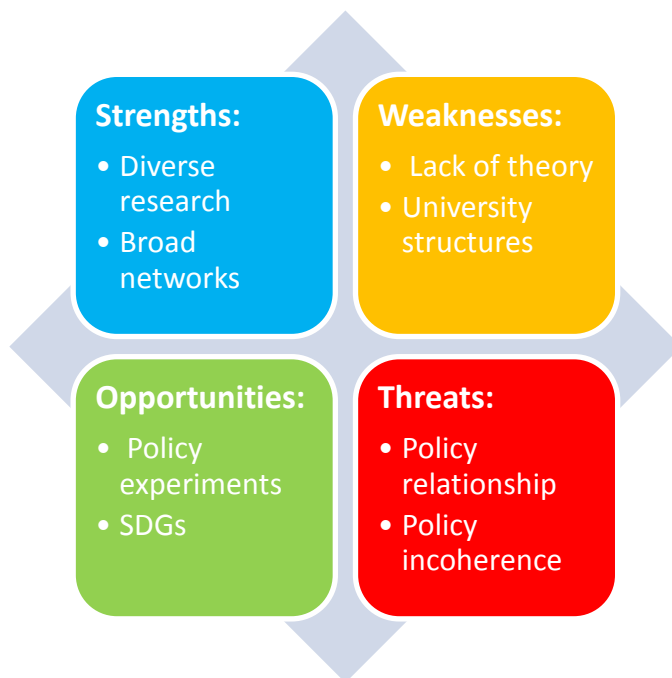 Strengths:
• Diverse
research
• Broad
networks
Weaknesses:
• Lack of theory
• University
structures
Opportunities:
• Policy
experiments
• SDGs
Threats:
• Policy
relationship
• Policy
incoherence